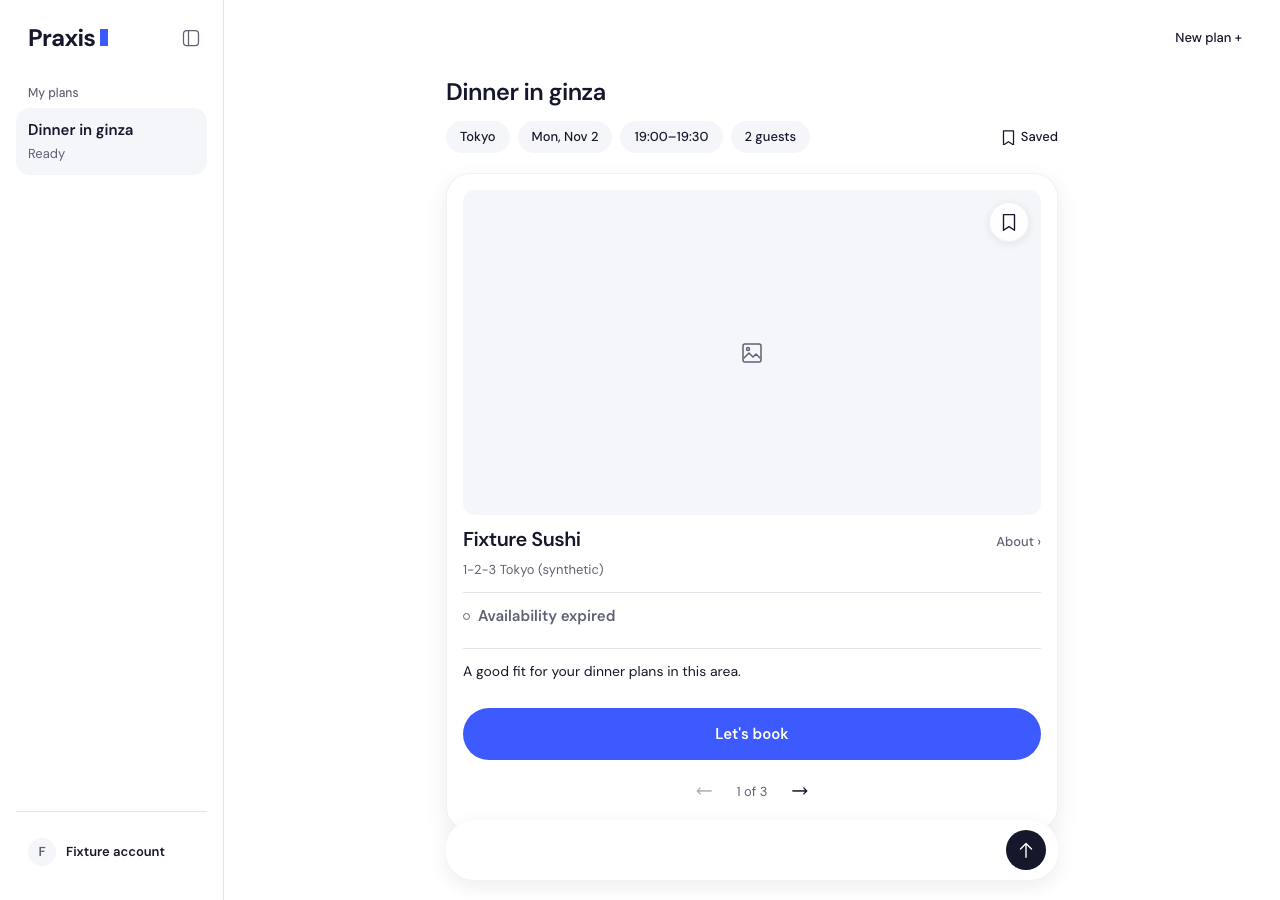 Praxis
New plan +
My plans
Dinner in ginza
Ready
Dinner in ginza
Tokyo
Mon, Nov 2
19:00–19:30
2 guests
Saved
Fixture Sushi
About ›
1-2-3 Tokyo (synthetic)
Availability expired
A good fit for your dinner plans in this area.
Let's book
1 of 3
F
Fixture account